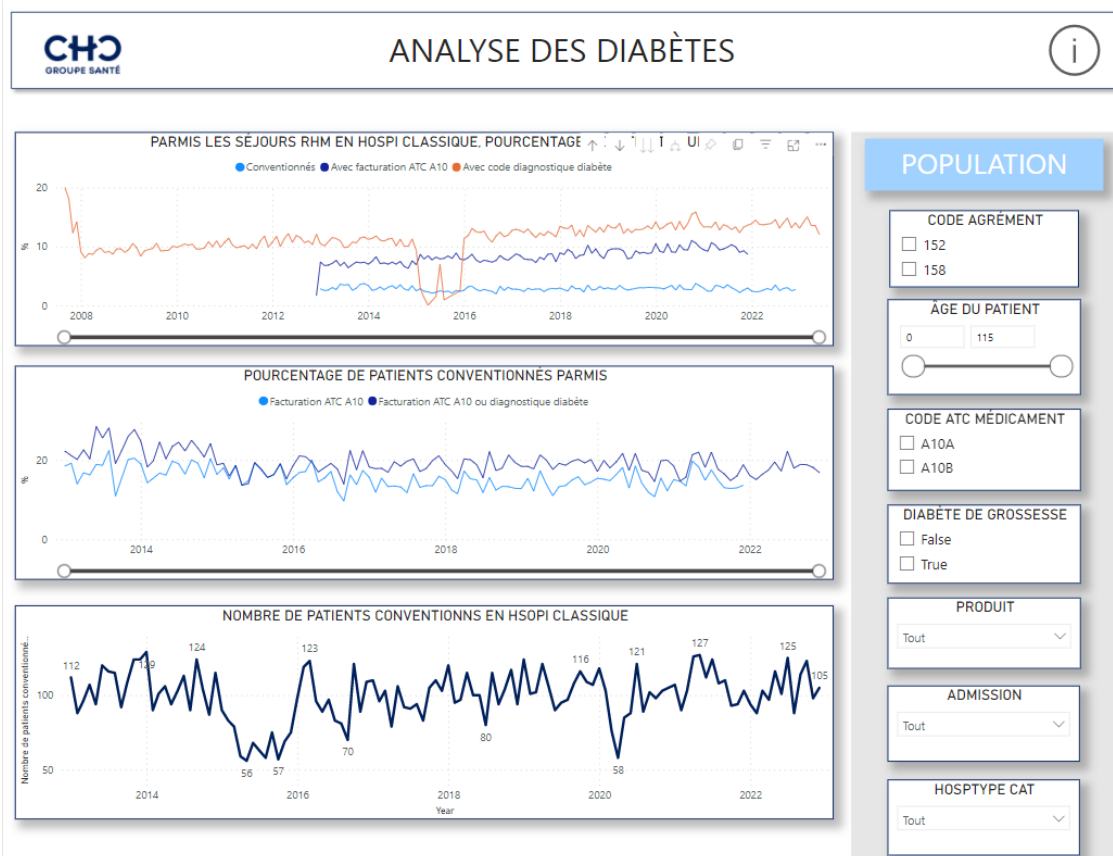 CHC
GROUPE SANTÉ
ANALYSE DES DIABÈTES
i
PARMIS LES SÉJOURS RHM EN HOSPI CLASSIQUE, POURCENTAGE
Conventionnés Avec facturation ATC A10 Avec code diagnostique diabète
20
10
0
%
2008 2010 2012 2014 2016 2018 2020 2022
POURCENTAGE DE PATIENTS CONVENTIONNÉS PARMIS
Facturation ATC A10 Facturation ATC A10 ou diagnostique diabète
20
0
%
2014 2016 2018 2020 2022
NOMBRE DE PATIENTS CONVENTIONNS EN HSOPI CLASSIQUE
Nombre de patients conventionné...
100
50
112 129 124 56 57 123 70 80 116 58 121 127 125 105
2014 2016 2018 2020 2022
Year
POPULATION
CODE AGRÉMENT
152
158
ÂGE DU PATIENT
0 115
CODE ATC MÉDICAMENT
A10A
A10B
DIABÈTE DE GROSSESSE
False
True
PRODUIT
Tout
ADMISSION
Tout
HOSPTYPE CAT
Tout